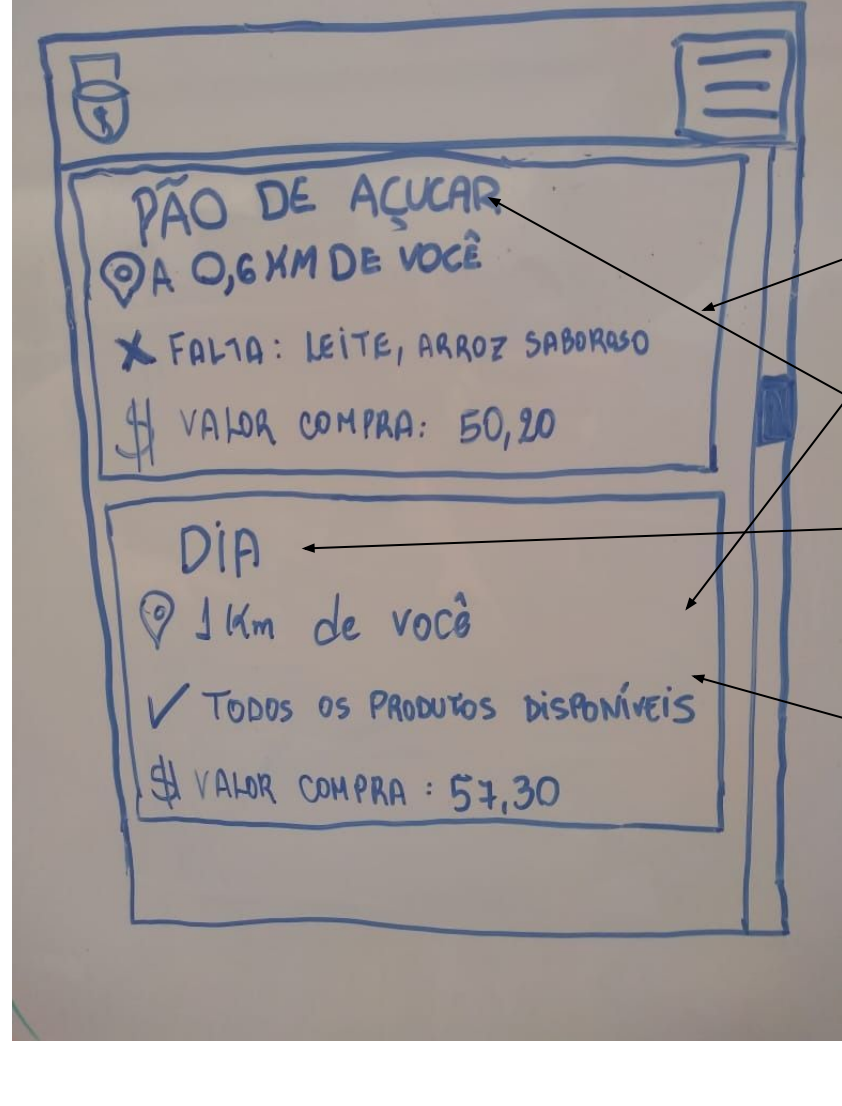 $
PÃO DE AÇUCAR
A 0,6 KM DE VOCÊ
X FALTA: LEITE, ARROZ SABOROSO
$ VALOR COMPRA: 50,20
DIA
1 Km de você
✓ TODOS OS PRODUTOS DISPONÍVEIS
$ VALOR COMPRA : 57,30